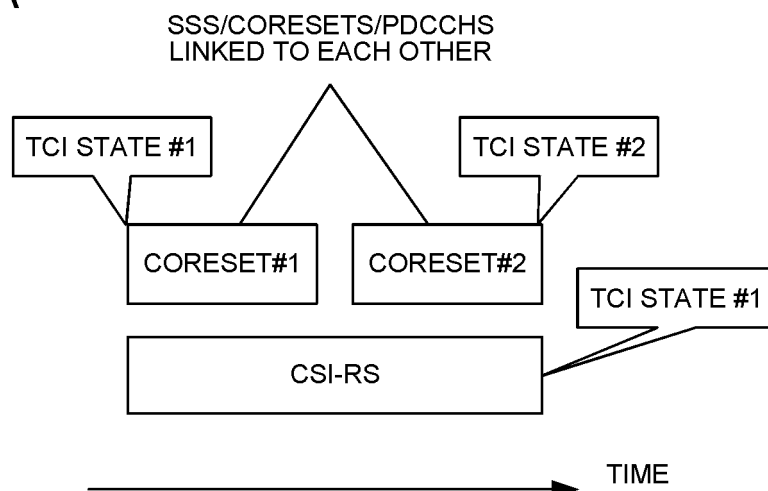 SSS/CORESETS/PDCCHS
LINKED TO EACH OTHER
TCI STATE #1
TCI STATE #2
CORESET#1
CORESET#2
TCI STATE #1
CSI-RS
TIME